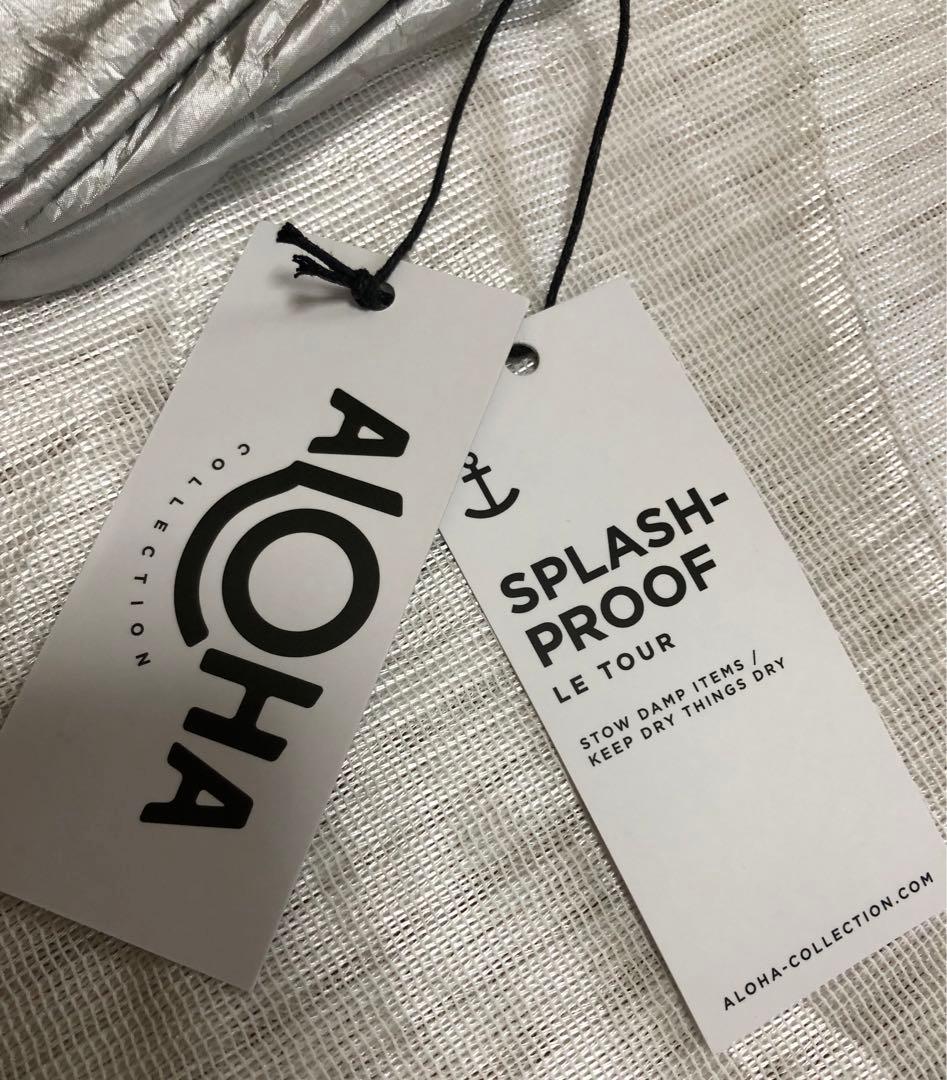 ALOHA
COLLECTION
SPLASH-
PROOF
LE TOUR
STOW DAMP ITEMS /
KEEP DRY THINGS DRY
ALOHA-COLLECTION.COM